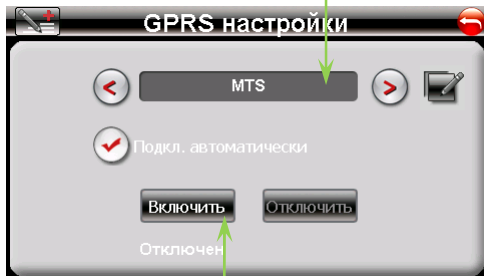 GPRS настройки
MTS
Подкл. автоматически
Включить Отключить
Отключен